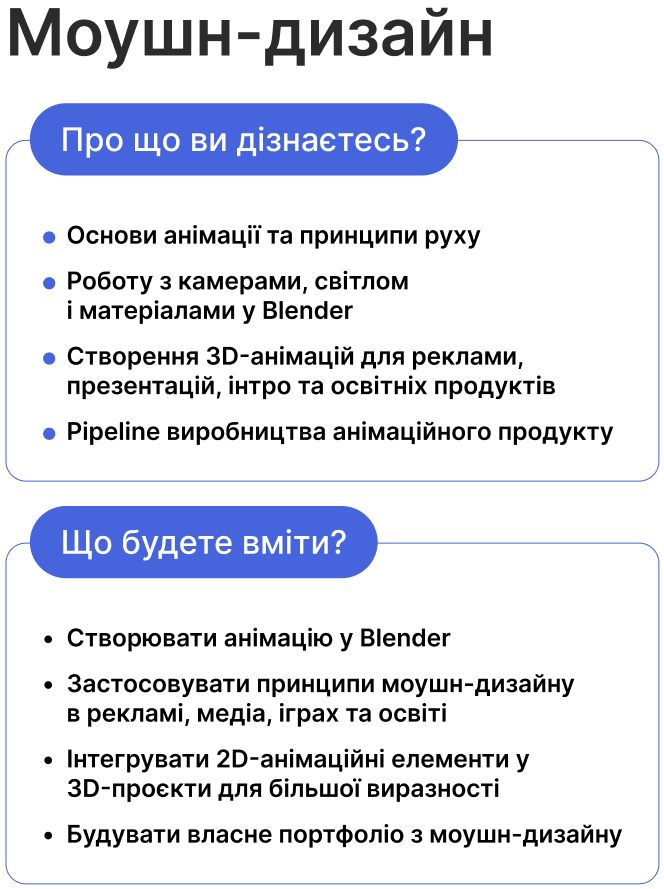 Моушн-дизайн
Про що ви дізнаєтесь?
• Основи анімації та принципи руху
• Роботу з камерами, світлом
і матеріалами у Blender
• Створення 3D-анімацій для реклами,
презентацій, інтро та освітніх продуктів
• Pipeline виробництва анімаційного продукту
Що будете вміти?
• Створювати анімацію у Blender
• Застосовувати принципи моушн-дизайну
в рекламі, медіа, іграх та освіті
• Інтегрувати 2D-анімаційні елементи у
3D-проєкти для більшої виразності
• Будувати власне портфоліо з моушн-дизайну